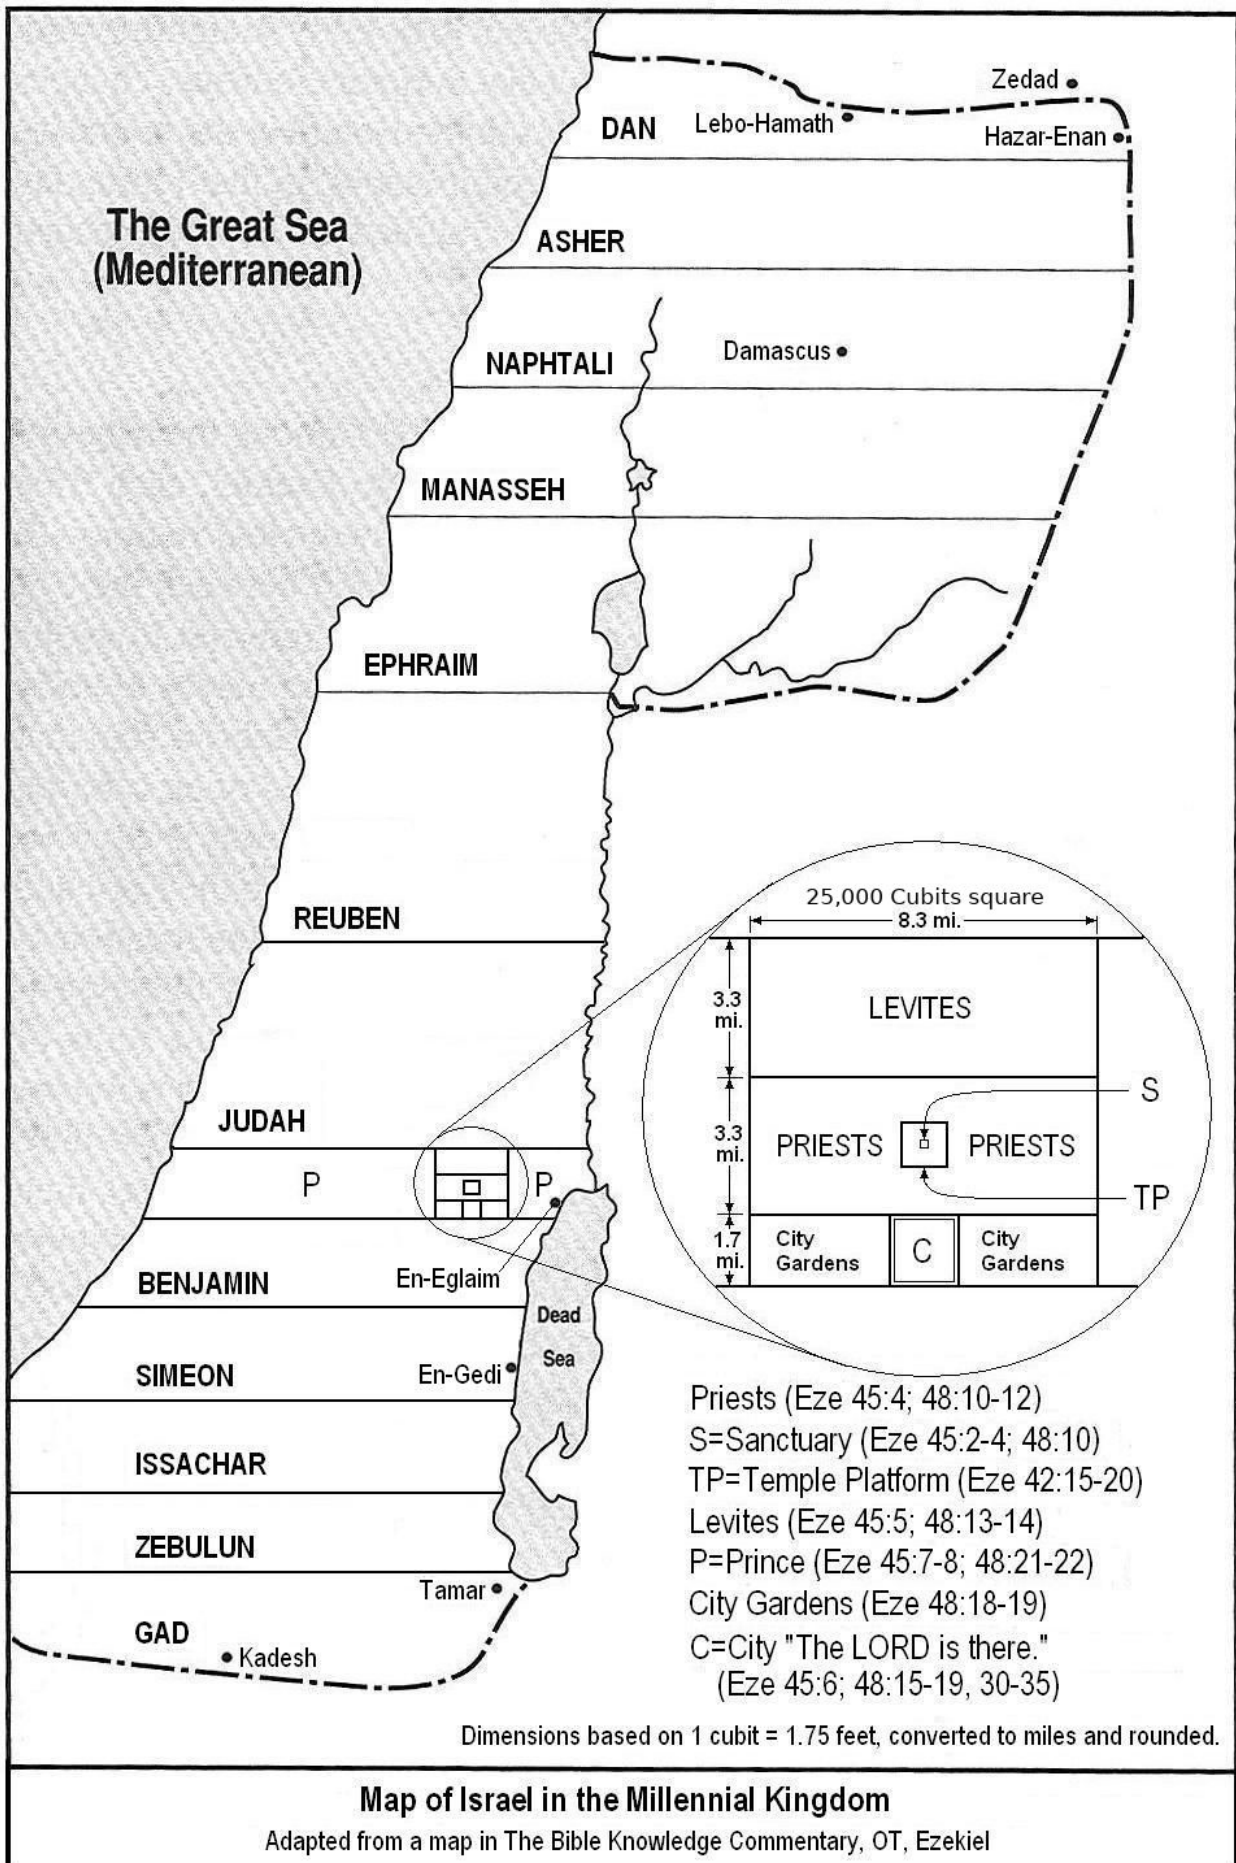 Zedad
Lebo-Hamath
DAN
Hazar-Enan
The Great Sea
(Mediterranean)
ASHER
Damascus
NAPHTALI
MANASSEH
EPHRAIM
REUBEN
JUDAH
P
P
En-Eglaim
BENJAMIN
Dead
Sea
SIMEON
En-Gedi
ISSACHAR
ZEBULUN
Tamar
GAD
Kadesh
25,000 Cubits square
8.3 mi.
3.3
mi.
LEVITES
S
3.3
mi.
PRIESTS
PRIESTS
TP
1.7
mi.
City
Gardens
C
City
Gardens
Priests (Eze 45:4; 48:10-12)
S=Sanctuary (Eze 45:2-4; 48:10)
TP=Temple Platform (Eze 42:15-20)
Levites (Eze 45:5; 48:13-14)
P=Prince (Eze 45:7-8; 48:21-22)
City Gardens (Eze 48:18-19)
C=City "The LORD is there."
(Eze 45:6; 48:15-19, 30-35)
Dimensions based on 1 cubit = 1.75 feet, converted to miles and rounded.
Map of Israel in the Millennial Kingdom
Adapted from a map in The Bible Knowledge Commentary, OT, Ezekiel